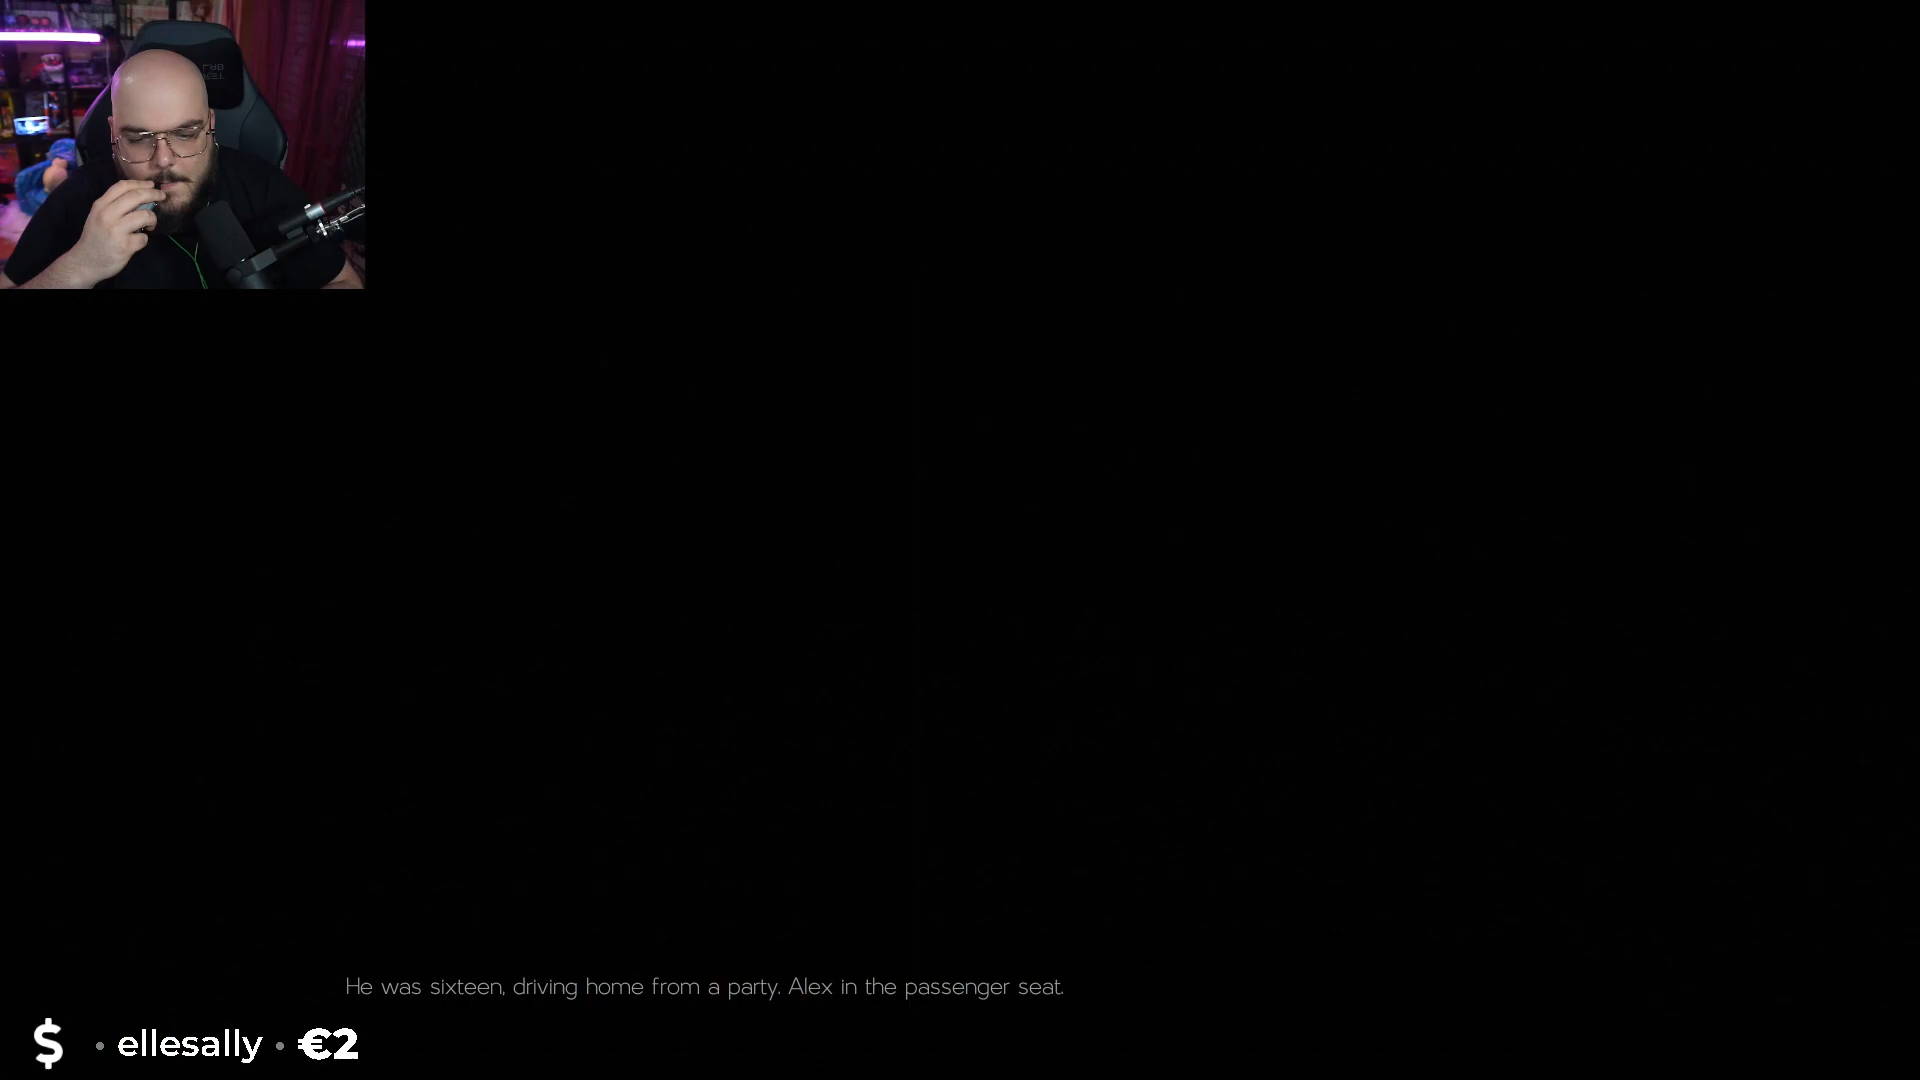 He was sixteen, driving home from a party. Alex in the passenger seat.
$ • ellesally • €2